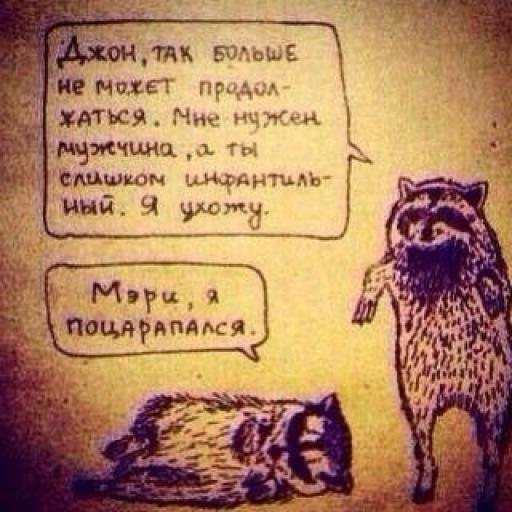 Джон, так больше
не может продол-
жаться. Мне нужен
мужчина, а ты
слишком инфантиль-
ный. Я ухожу.
Мэри, я
поцарапался.